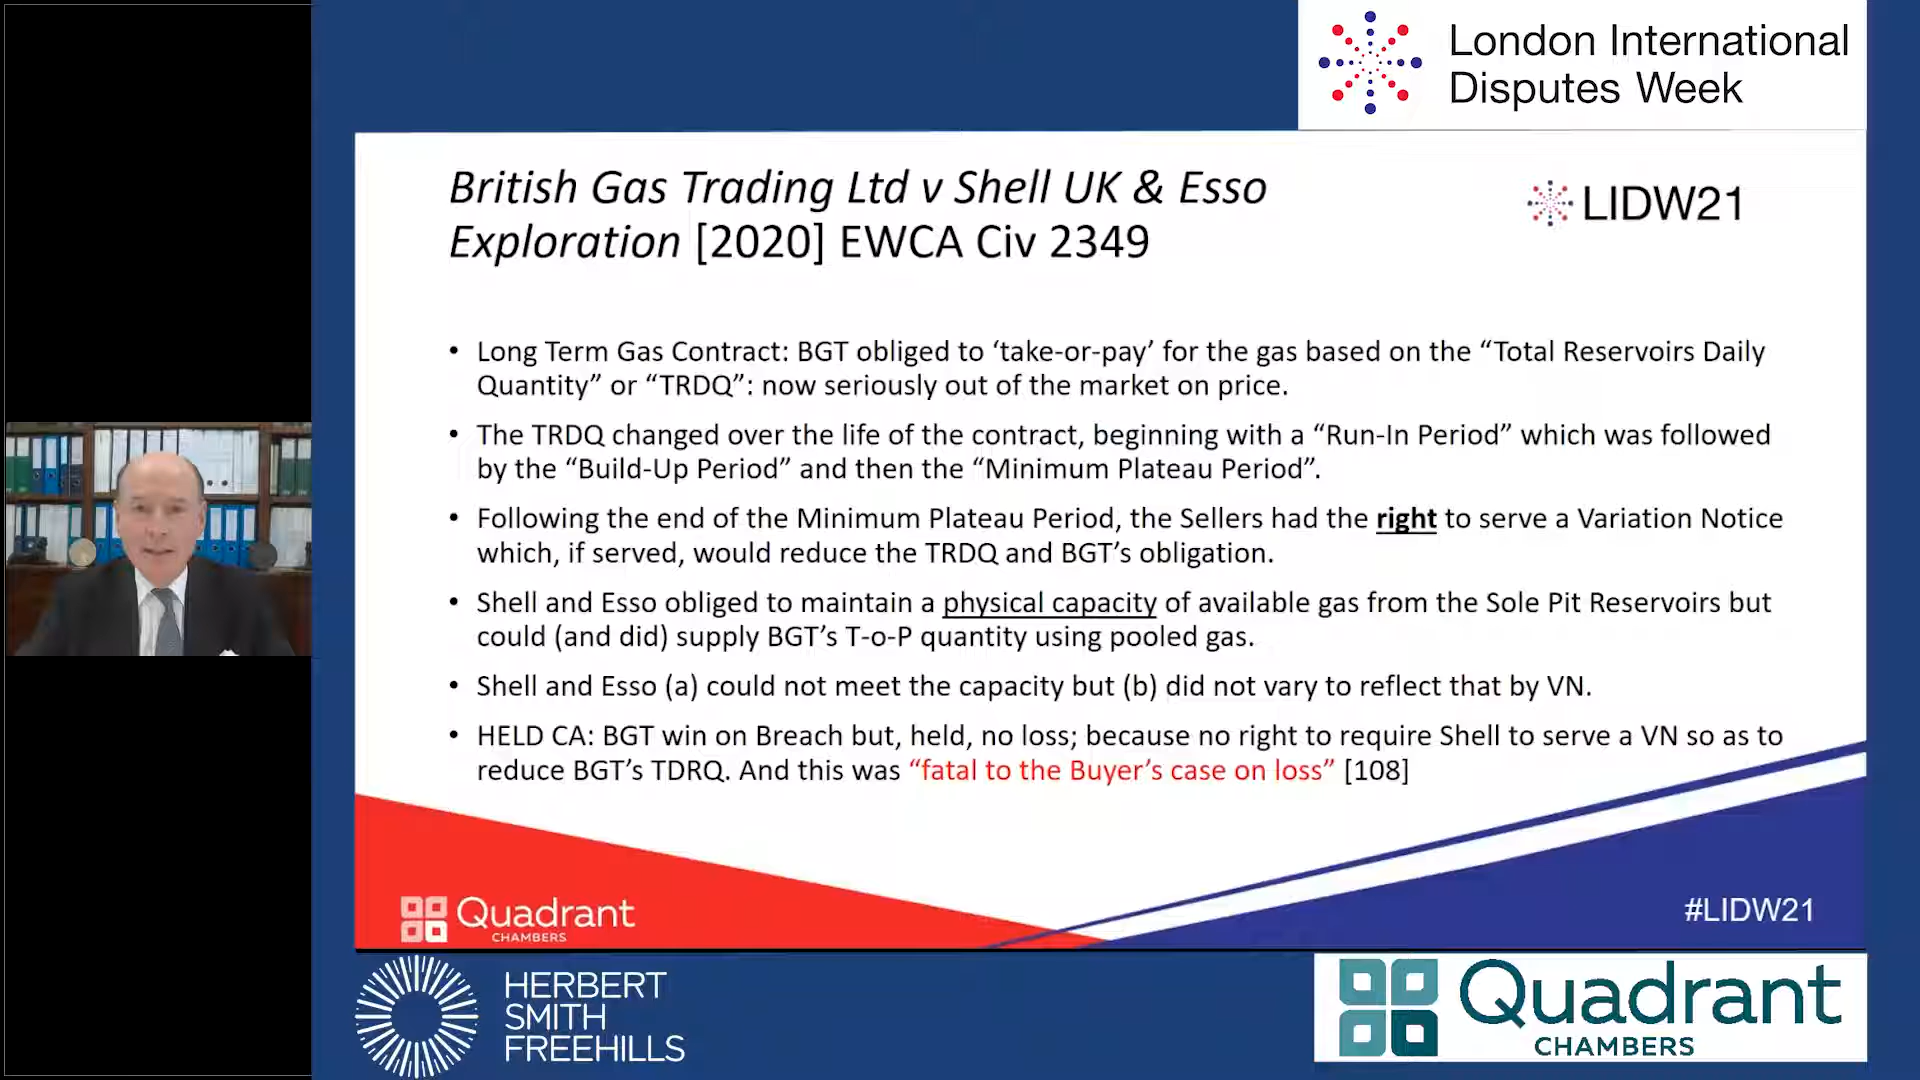 London International
Disputes Week
British Gas Trading Ltd v Shell UK & Esso
Exploration [2020] EWCA Civ 2349
LIDW21
• Long Term Gas Contract: BGT obliged to ‘take-or-pay’ for the gas based on the “Total Reservoirs Daily
Quantity” or “TRDQ”: now seriously out of the market on price.
• The TRDQ changed over the life of the contract, beginning with a “Run-In Period” which was followed
by the “Build-Up Period” and then the “Minimum Plateau Period”.
• Following the end of the Minimum Plateau Period, the Sellers had the right to serve a Variation Notice
which, if served, would reduce the TRDQ and BGT’s obligation.
• Shell and Esso obliged to maintain a physical capacity of available gas from the Sole Pit Reservoirs but
could (and did) supply BGT’s T-o-P quantity using pooled gas.
• Shell and Esso (a) could not meet the capacity but (b) did not vary to reflect that by VN.
• HELD CA: BGT win on Breach but, held, no loss; because no right to require Shell to serve a VN so as to
reduce BGT’s TDRQ. And this was “fatal to the Buyer’s case on loss” [108]
Quadrant
CHAMBERS
#LIDW21
HERBERT
SMITH
FREEHILLS
Quadrant
CHAMBERS